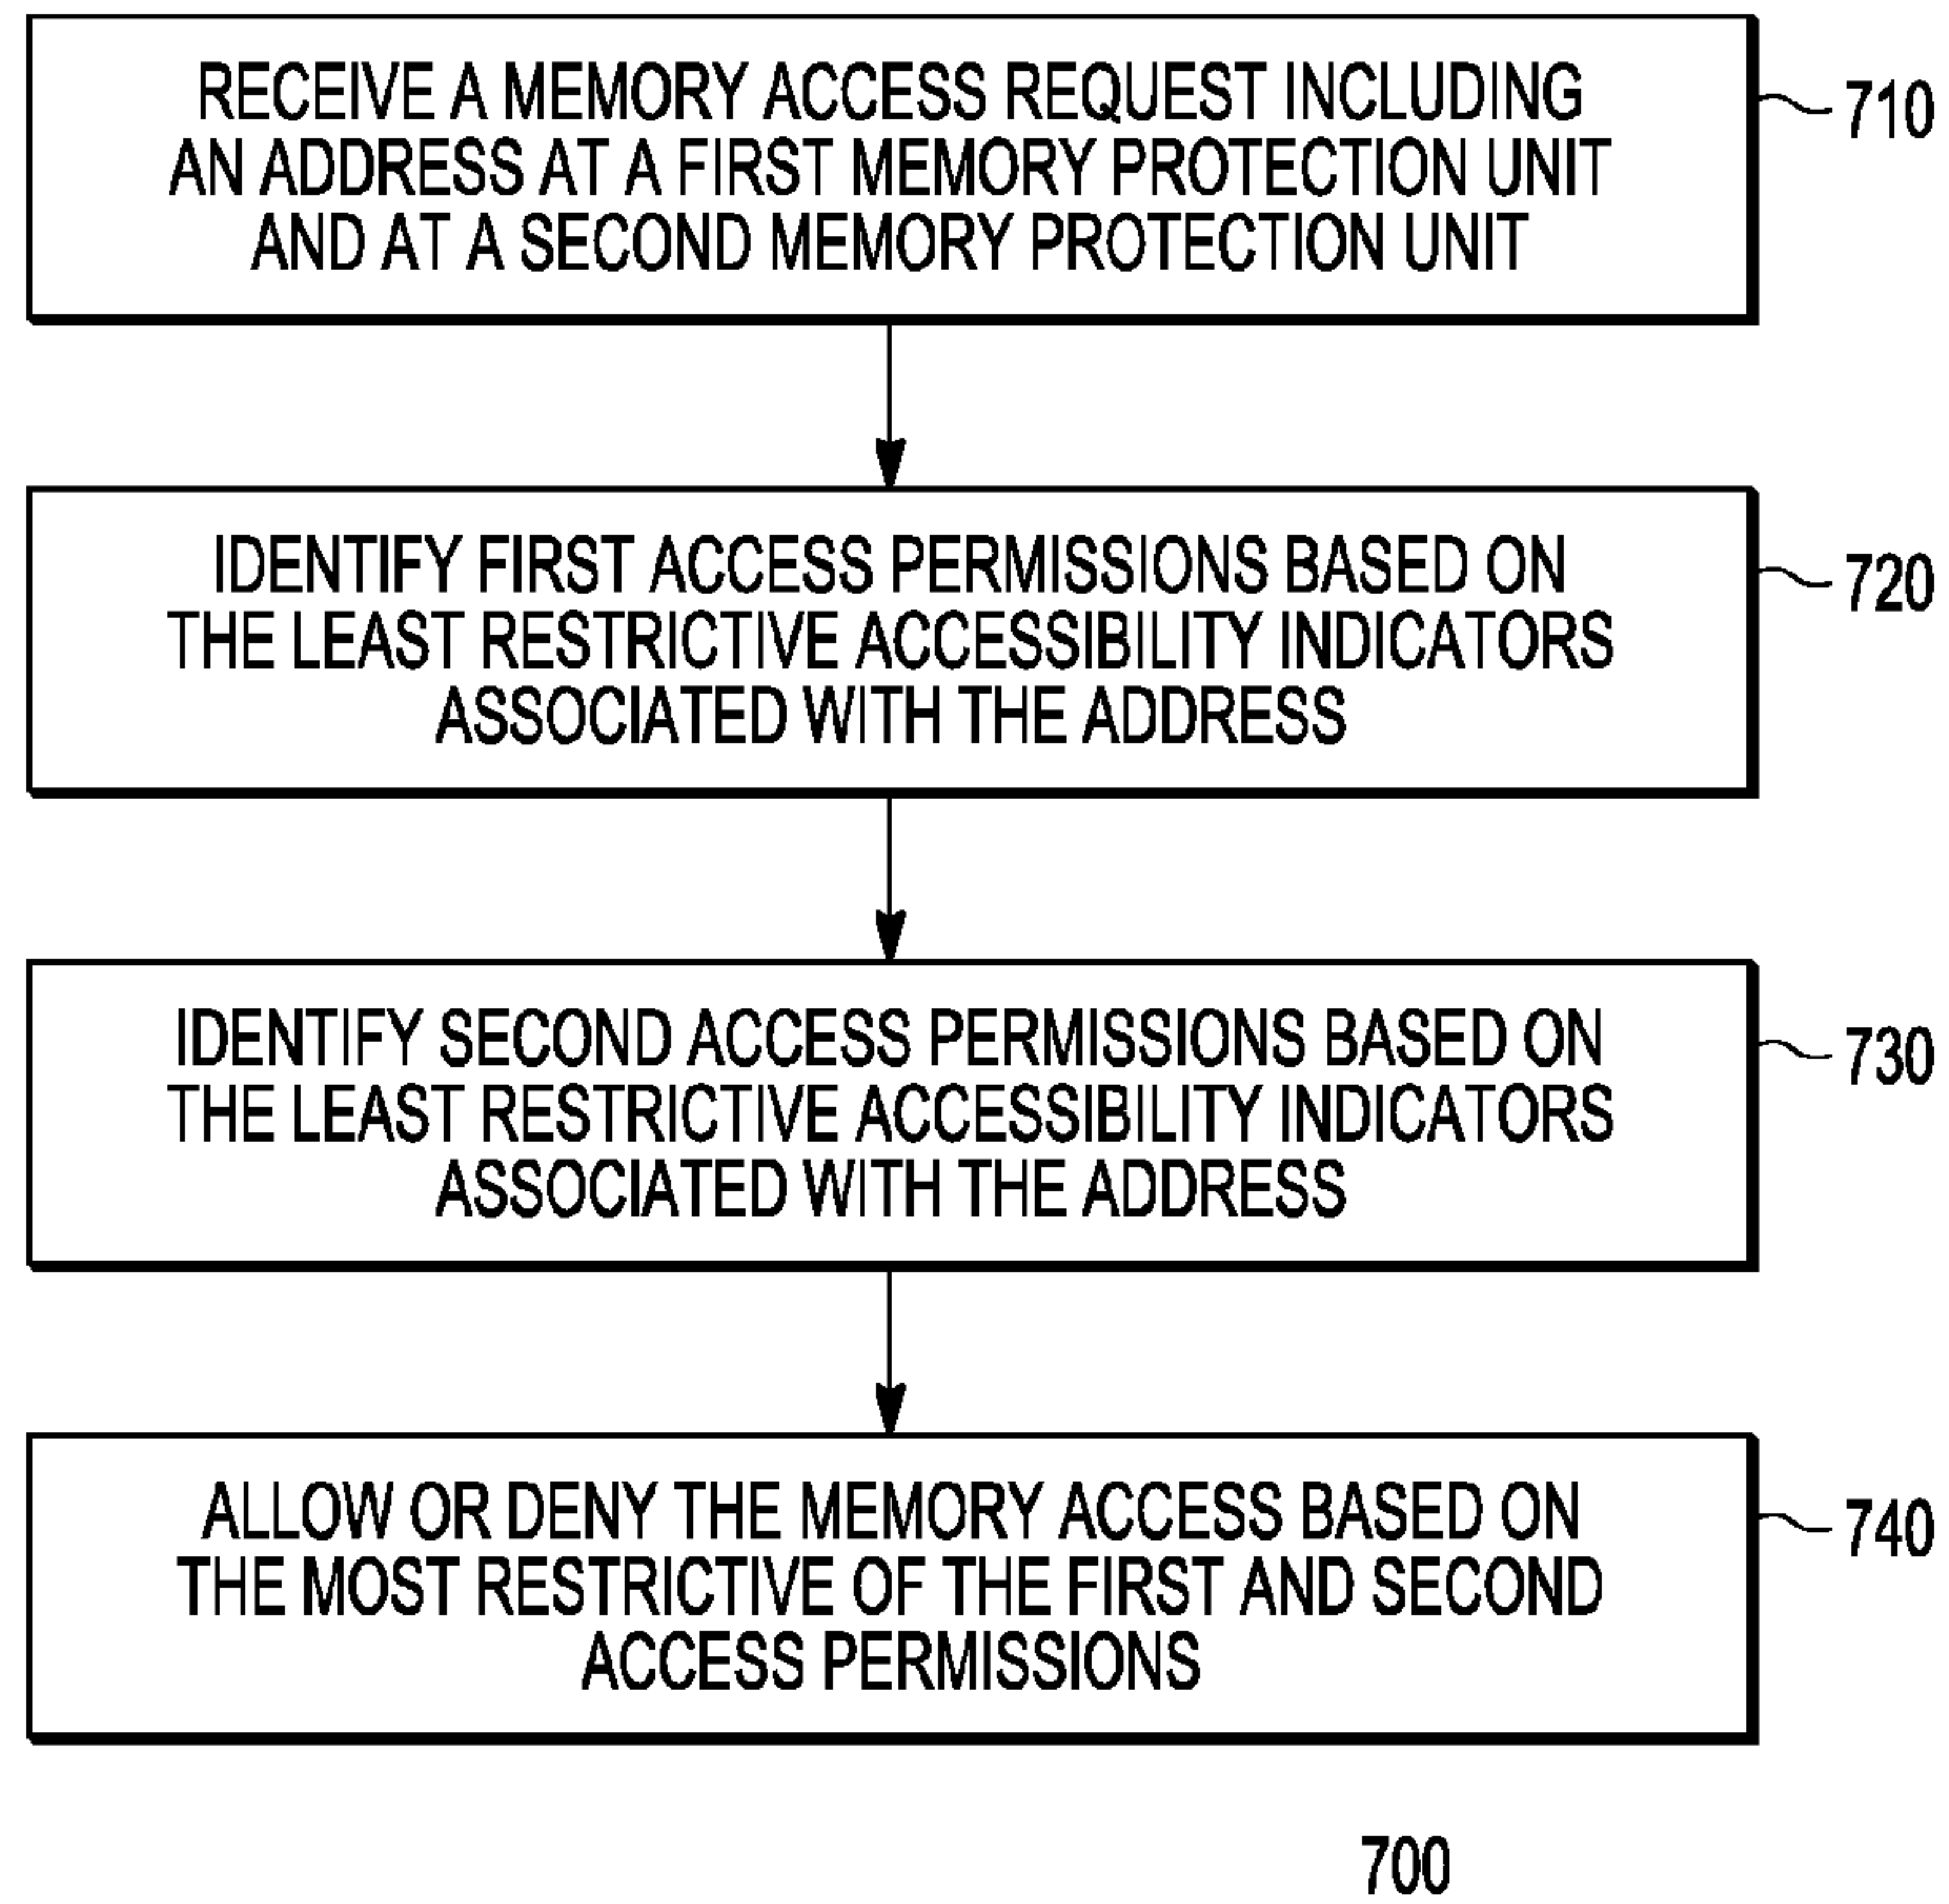 RECEIVE A MEMORY ACCESS REQUEST INCLUDING
AN ADDRESS AT A FIRST MEMORY PROTECTION UNIT
AND AT A SECOND MEMORY PROTECTION UNIT
710
IDENTIFY FIRST ACCESS PERMISSIONS BASED ON
THE LEAST RESTRICTIVE ACCESSIBILITY INDICATORS
ASSOCIATED WITH THE ADDRESS
720
IDENTIFY SECOND ACCESS PERMISSIONS BASED ON
THE LEAST RESTRICTIVE ACCESSIBILITY INDICATORS
ASSOCIATED WITH THE ADDRESS
730
ALLOW OR DENY THE MEMORY ACCESS BASED ON
THE MOST RESTRICTIVE OF THE FIRST AND SECOND
ACCESS PERMISSIONS
740
700